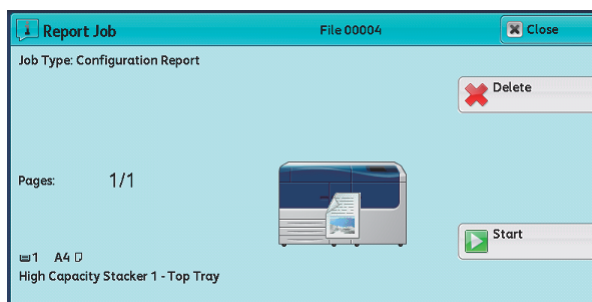 Report Job
File 00004
Close
Job Type: Configuration Report
Delete
Pages: 1/1
Start
1 A4
High Capacity Stacker 1 - Top Tray